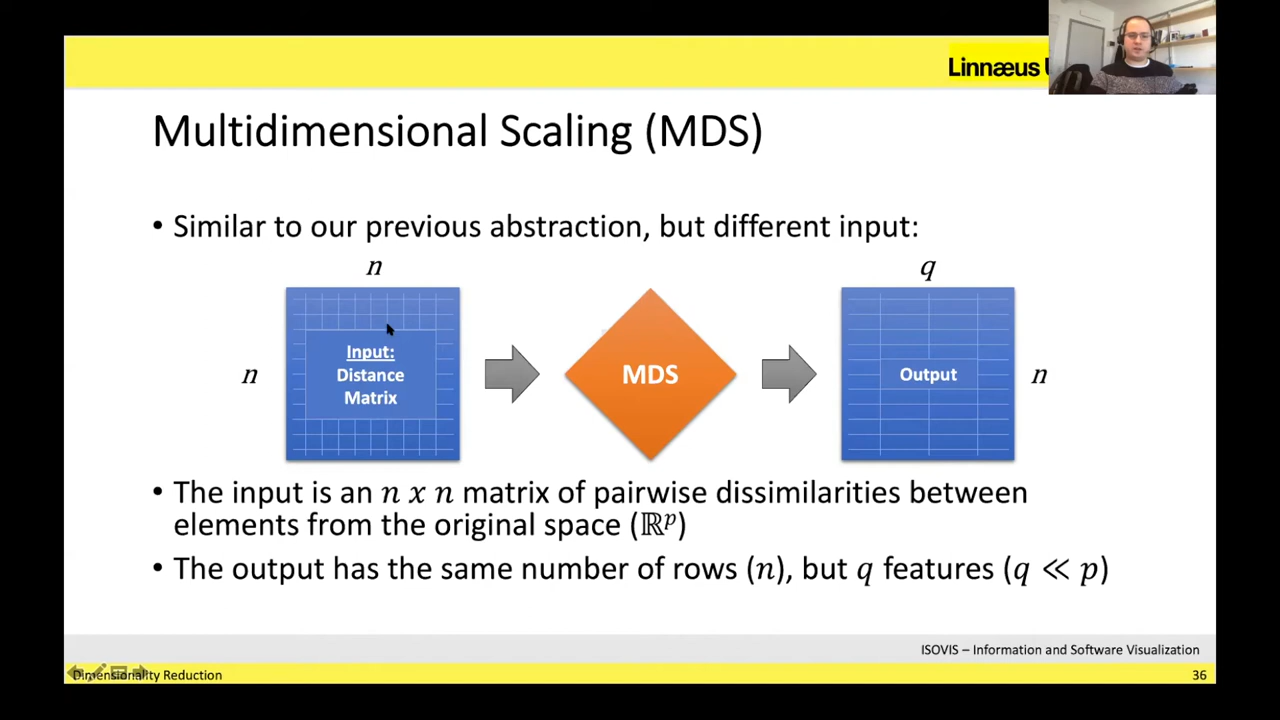 Linnæus
Multidimensional Scaling (MDS)
• Similar to our previous abstraction, but different input:
n
q
n
Input:
Distance
Matrix
MDS
Output
n
• The input is an n x n matrix of pairwise dissimilarities between
elements from the original space (ℝᵖ)
• The output has the same number of rows (n), but q features (q ≪ p)
ISOVIS – Information and Software Visualization
Dimensionality Reduction
36